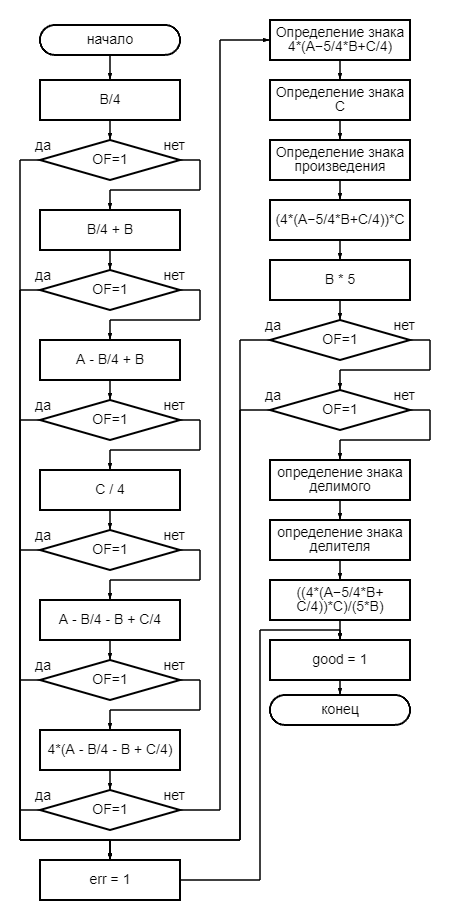 начало
B/4
да
нет
OF=1
B/4 + B
да
нет
OF=1
A - B/4 + B
да
нет
OF=1
C / 4
да
нет
OF=1
A - B/4 - B + C/4
да
нет
OF=1
4*(A - B/4 - B + C/4)
да
нет
OF=1
err = 1
Определение знака
4*(A−5/4*B+C/4)
Определение знака
C
Определение знака
произведения
(4*(A−5/4*B+C/4))*C
B * 5
да
нет
OF=1
да
нет
OF=1
определение знака
делимого
определение знака
делителя
((4*(A−5/4*B+
C/4))*C)/(5*B)
good = 1
конец